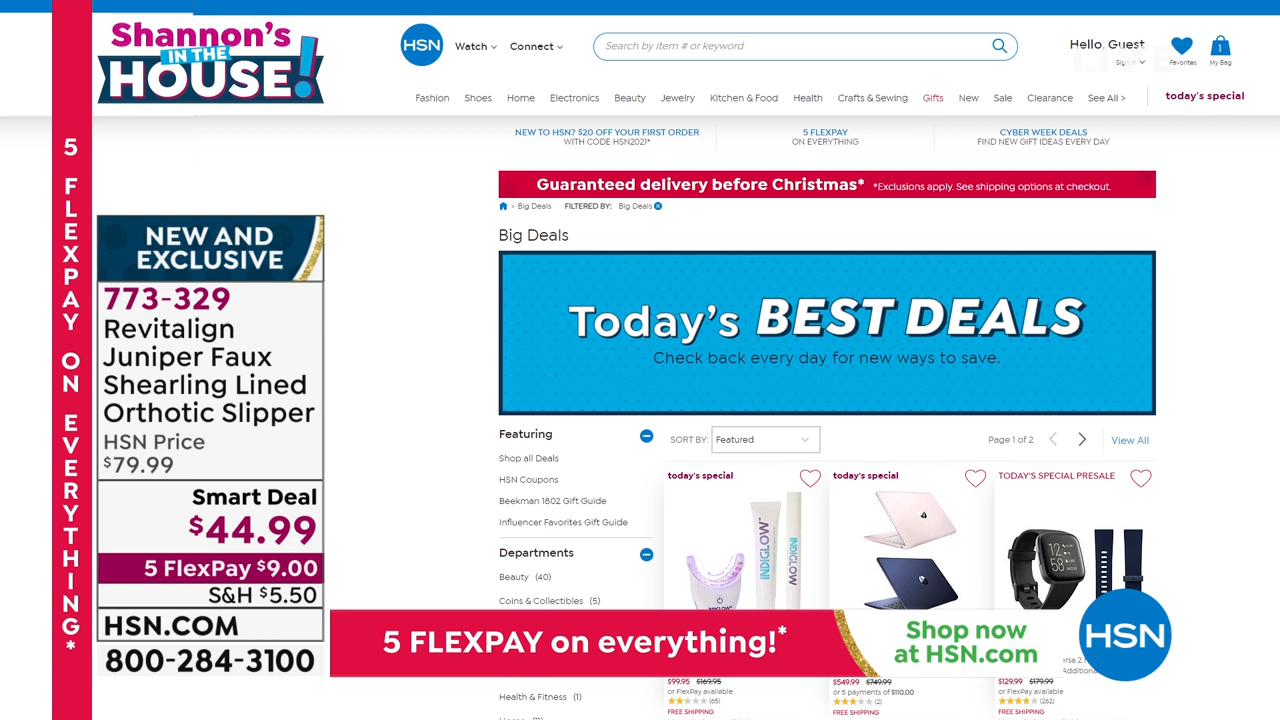 Shannon's
IN THE
HOUSE!
5 FLEXPAY ON EVERYTHING*
NEW AND
EXCLUSIVE
773-329
Revitalign
Juniper Faux
Shearling Lined
Orthotic Slipper
HSN Price
$79.99
Smart Deal
$44.99
5 FlexPay $9.00
S&H $5.50
HSN.COM
800-284-3100
HSN
Watch
Connect
Search by item # or keyword
Hello, Guest
Sign in
Favorites
1
My Bag
Fashion Shoes Home Electronics Beauty Jewelry Kitchen & Food Health Crafts & Sewing Gifts New Sale Clearance See All >
today's special
NEW TO HSN? $20 OFF YOUR FIRST ORDER
WITH CODE HSN2021*
5 FLEXPAY
ON EVERYTHING
CYBER WEEK DEALS
FIND NEW GIFT IDEAS EVERY DAY
Guaranteed delivery before Christmas* *Exclusions apply. See shipping options at checkout.
> Big Deals FILTERED BY: Big Deals
Big Deals
Today's BEST DEALS
Check back every day for new ways to save.
Featuring
Shop all Deals
HSN Coupons
Beekman 1802 Gift Guide
Influencer Favorites Gift Guide
Departments
Beauty (40)
Coins & Collectibles (5)
Health & Fitness (1)
SORT BY: Featured
Page 1 of 2
View All
today's special
INDIGLOW
INDIGLOW
$99.95 $169.95
or FlexPay available
(65)
FREE SHIPPING
today's special
$549.99 $749.99
or 5 payments of $110.00
(2)
FREE SHIPPING
TODAY'S SPECIAL PRESALE
12
58
$129.99 $179.99
or FlexPay available
(262)
FREE SHIPPING
5 FLEXPAY on everything!*
Shop now
at HSN.com
HSN